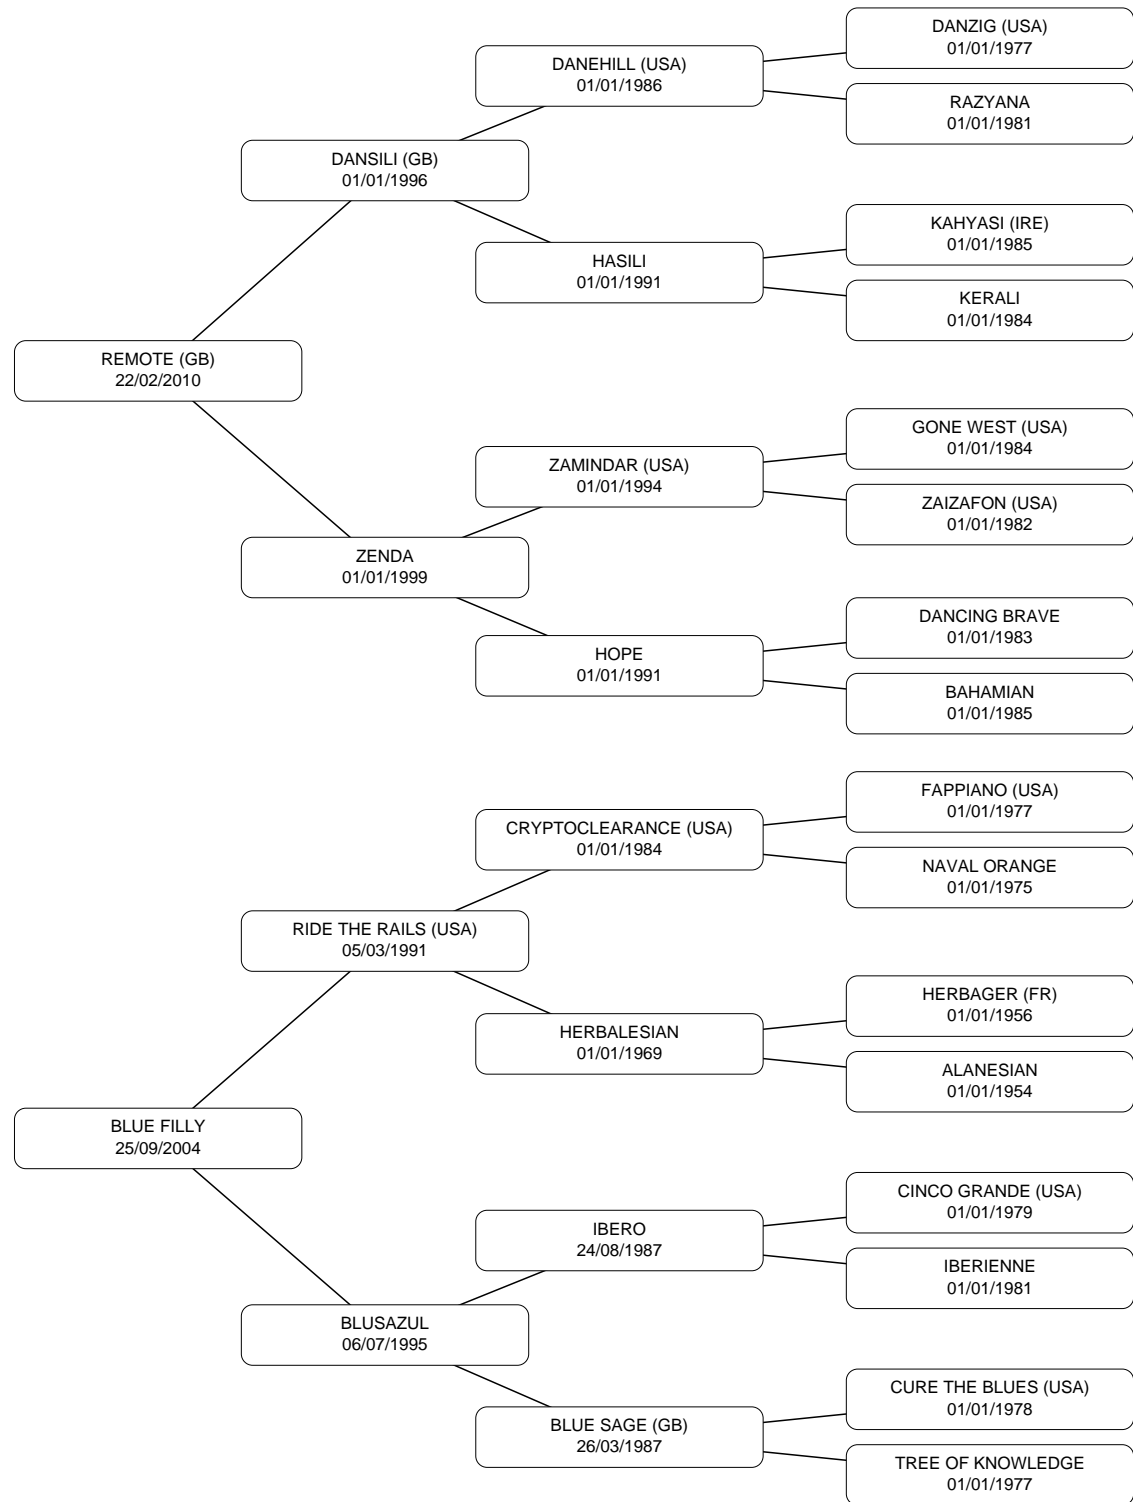 DANZIG (USA)
01/01/1977
DANEHILL (USA)
01/01/1986
RAZYANA
01/01/1981
DANSILI (GB)
01/01/1996
KAHYASI (IRE)
01/01/1985
HASILI
01/01/1991
KERALI
01/01/1984
REMOTE (GB)
22/02/2010
GONE WEST (USA)
01/01/1984
ZAMINDAR (USA)
01/01/1994
ZAIZAFON (USA)
01/01/1982
ZENDA
01/01/1999
DANCING BRAVE
01/01/1983
HOPE
01/01/1991
BAHAMIAN
01/01/1985
FAPPIANO (USA)
01/01/1977
CRYPTOCLEARANCE (USA)
01/01/1984
NAVAL ORANGE
01/01/1975
RIDE THE RAILS (USA)
05/03/1991
HERBAGER (FR)
01/01/1956
HERBALESIAN
01/01/1969
ALANESIAN
01/01/1954
BLUE FILLY
25/09/2004
CINCO GRANDE (USA)
01/01/1979
IBERO
24/08/1987
IBERIENNE
01/01/1981
BLUSAZUL
06/07/1995
CURE THE BLUES (USA)
01/01/1978
BLUE SAGE (GB)
26/03/1987
TREE OF KNOWLEDGE
01/01/1977